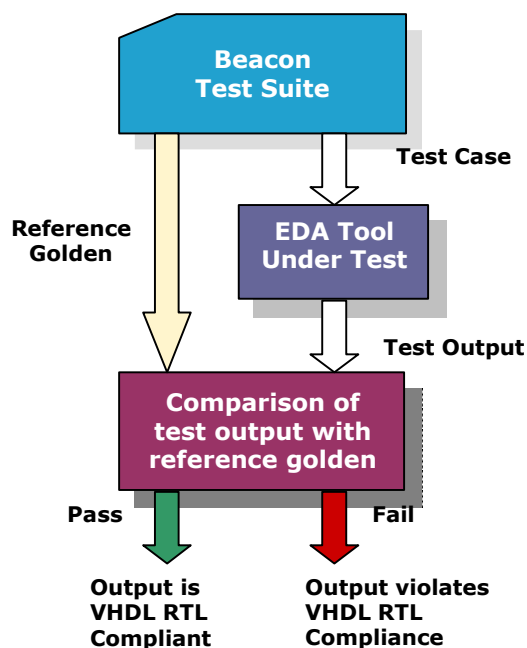 Beacon
Test Suite
Test Case
Reference
Golden
EDA Tool
Under Test
Test Output
Comparison of
test output with
reference golden
Pass
Fail
Output is
VHDL RTL
Compliant
Output violates
VHDL RTL
Compliance